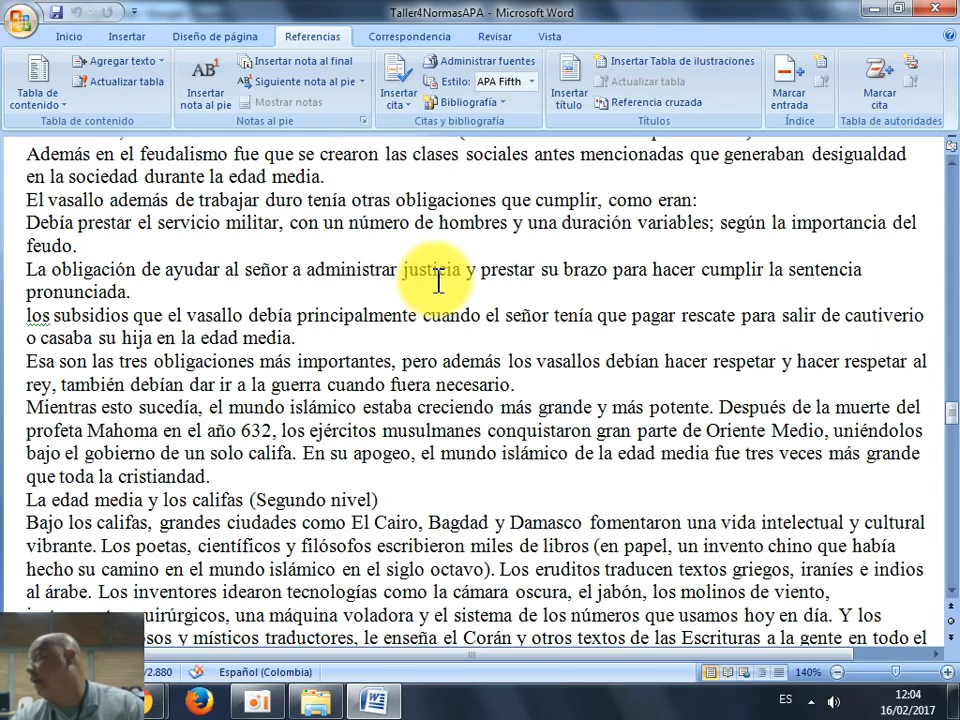 Taller4NormasAPA - Microsoft Word
Inicio Insertar Diseño de página Referencias Correspondencia Revisar Vista
Tabla de contenido
Agregar texto
Actualizar tabla
Tabla de contenido
AB¹
Insertar nota al pie
Insertar nota al final
Siguiente nota al pie
Mostrar notas
Notas al pie
Insertar cita
Administrar fuentes
Estilo: APA Fifth
Bibliografía
Citas y bibliografía
Insertar título
Insertar Tabla de ilustraciones
Actualizar tabla
Referencia cruzada
Títulos
Marcar entrada
Índice
Marcar cita
Tabla de autoridades
Además en el feudalismo fue que se crearon las clases sociales antes mencionadas que generaban desigualdad
en la sociedad durante la edad media.
El vasallo además de trabajar duro tenía otras obligaciones que cumplir, como eran:
Debía prestar el servicio militar, con un número de hombres y una duración variables; según la importancia del
feudo.
La obligación de ayudar al señor a administrar justicia y prestar su brazo para hacer cumplir la sentencia
pronunciada.
los subsidios que el vasallo debía principalmente cuando el señor tenía que pagar rescate para salir de cautiverio
o casaba su hija en la edad media.
Esa son las tres obligaciones más importantes, pero además los vasallos debían hacer respetar y hacer respetar al
rey, también debían dar ir a la guerra cuando fuera necesario.
Mientras esto sucedía, el mundo islámico estaba creciendo más grande y más potente. Después de la muerte del
profeta Mahoma en el año 632, los ejércitos musulmanes conquistaron gran parte de Oriente Medio, uniéndolos
bajo el gobierno de un solo califa. En su apogeo, el mundo islámico de la edad media fue tres veces más grande
que toda la cristiandad.
La edad media y los califas (Segundo nivel)
Bajo los califas, grandes ciudades como El Cairo, Bagdad y Damasco fomentaron una vida intelectual y cultural
vibrante. Los poetas, científicos y filósofos escribieron miles de libros (en papel, un invento chino que había
hecho su camino en el mundo islámico en el siglo octavo). Los eruditos traducen textos griegos, iraníes e indios
al árabe. Los inventores idearon tecnologías como la cámara oscura, el jabón, los molinos de viento,
quirúrgicos, una máquina voladora y el sistema de los números que usamos hoy en día. Y los
y místicos traductores, le enseña el Corán y otros textos de las Escrituras a la gente en todo el
/2.880 Español (Colombia) 140%
ES 12:04
16/02/2017